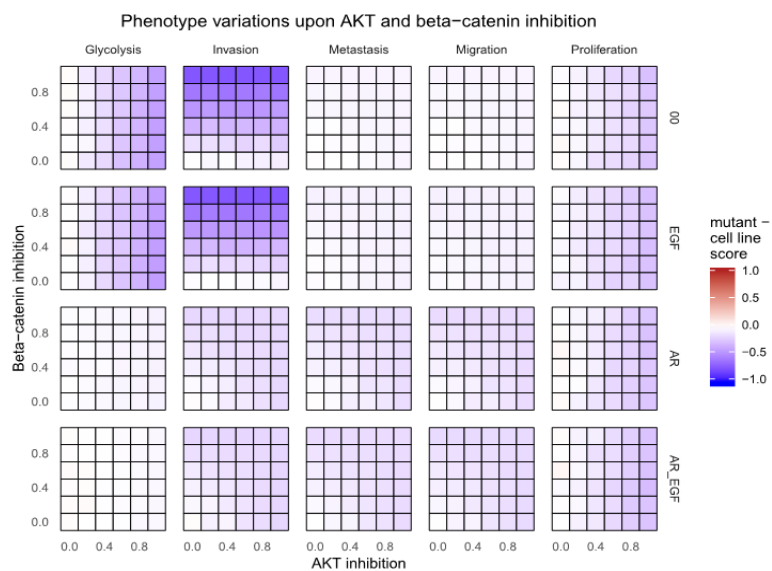 Phenotype variations upon AKT and beta−catenin inhibition
Glycolysis Invasion Metastasis Migration Proliferation
0.8
0.4
0.0
00
0.8
0.4
0.0
EGF
0.8
0.4
0.0
AR
0.8
0.4
0.0
AR_EGF
Beta−catenin inhibition
0.0 0.4 0.8 0.0 0.4 0.8 0.0 0.4 0.8 0.0 0.4 0.8 0.0 0.4 0.8
AKT inhibition
mutant −
cell line
score
1.0
0.5
0.0
−0.5
−1.0